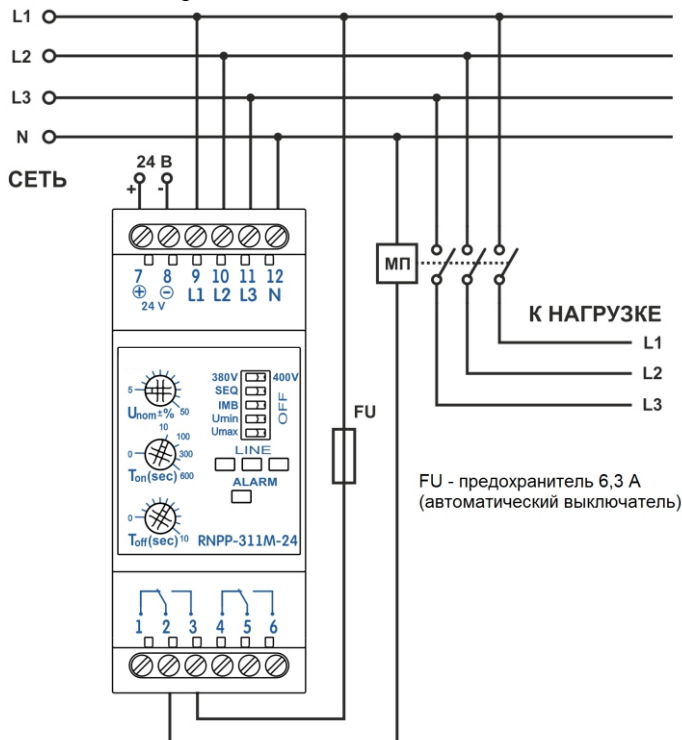 L1
L2
L3
N
СЕТЬ
24 В
+ -
7 8 9 10 11 12
⊕ ⊖ L1 L2 L3 N
24 V
МП
К НАГРУЗКЕ
L1
L2
L3
5 50
Unom±%
380V 400V
SEQ
IMB
Umin
Umax
OFF
10 100
0 300
Ton(sec) 600
LINE
ALARM
0
Toff(sec) 10
RNPP-311M-24
FU
FU - предохранитель 6,3 А
(автоматический выключатель)
1 2 3 4 5 6